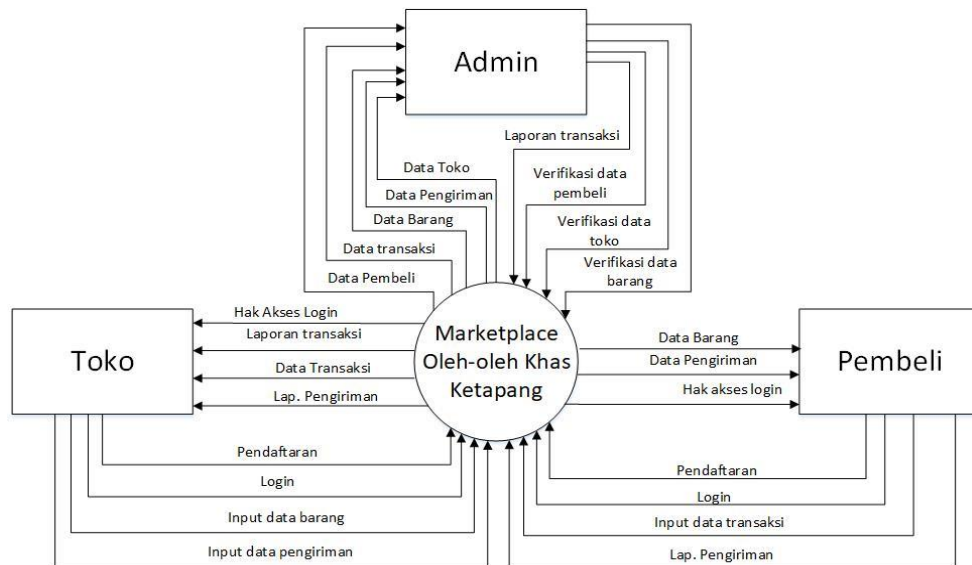 Admin
Laporan transaksi
Data Toko
Verifikasi data
pembeli
Data Pengiriman
Data Barang
Verifikasi data
toko
Data transaksi
Verifikasi data
barang
Data Pembeli
Hak Akses Login
Laporan transaksi
Toko
Data Transaksi
Lap. Pengiriman
Marketplace
Oleh-oleh Khas
Ketapang
Data Barang
Data Pengiriman
Pembeli
Hak akses login
Pendaftaran
Login
Input data barang
Input data pengiriman
Pendaftaran
Login
Input data transaksi
Lap. Pengiriman